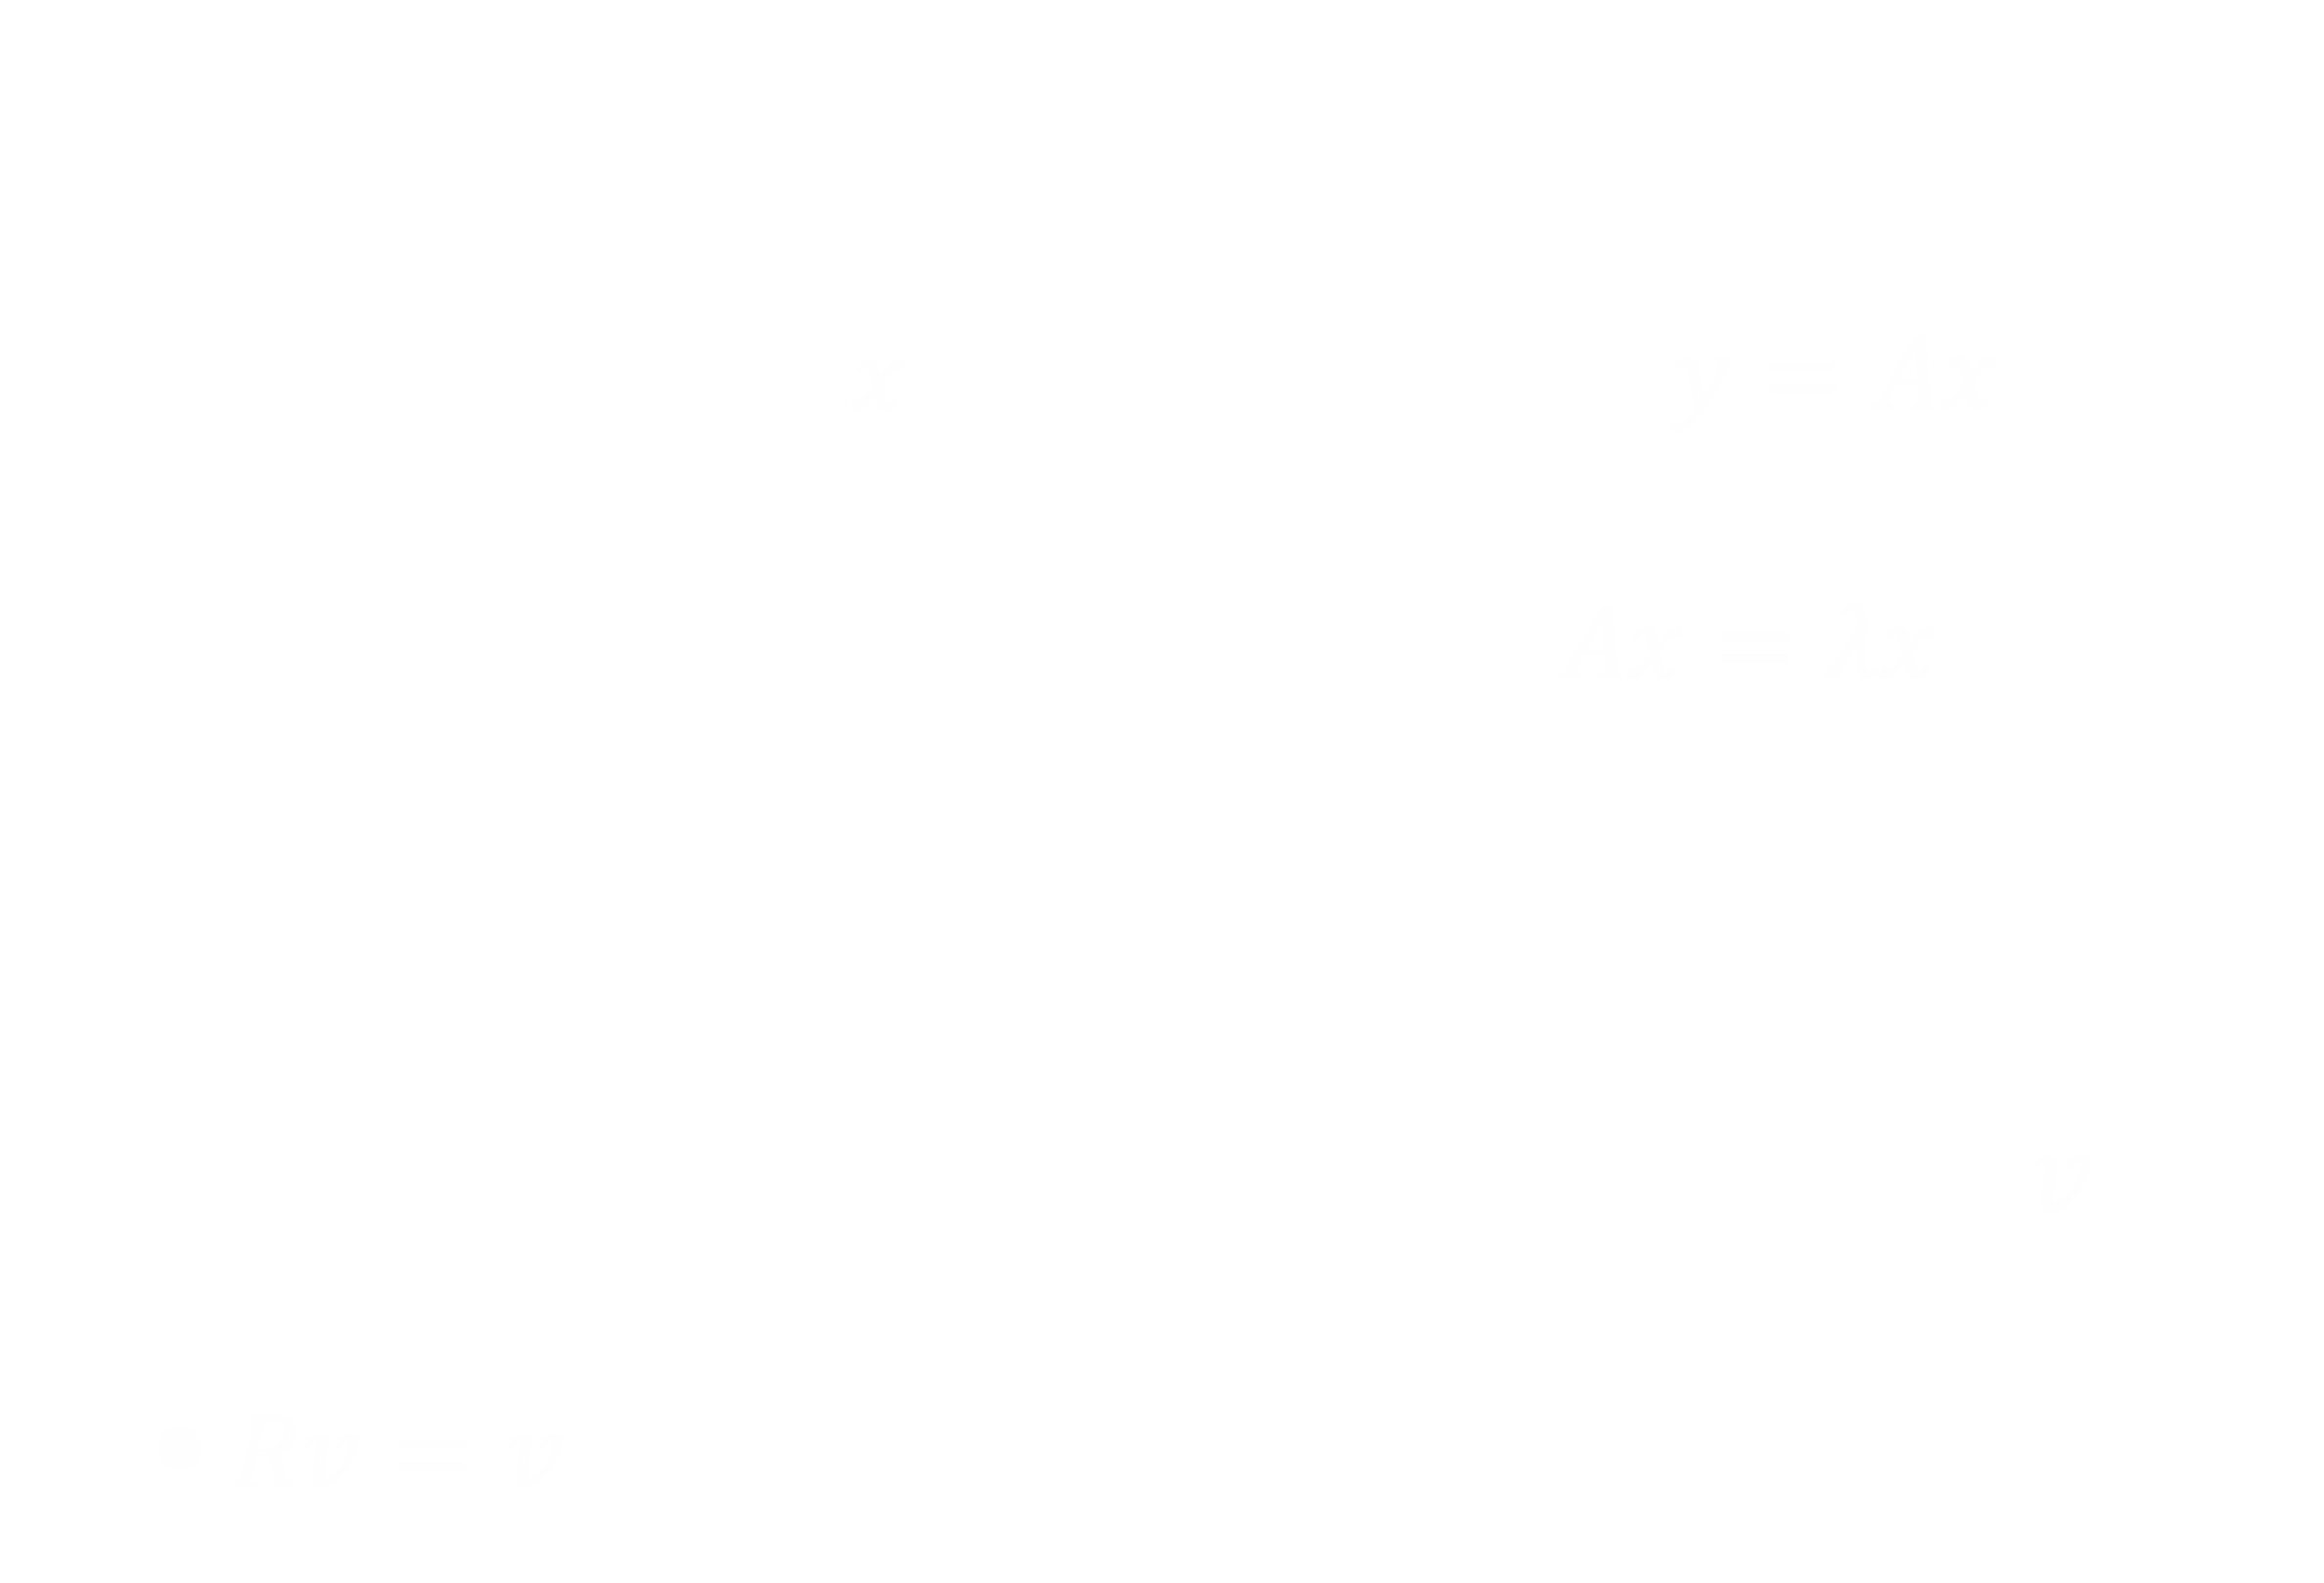 x y = Ax
Ax = λx
v
• Rv = v